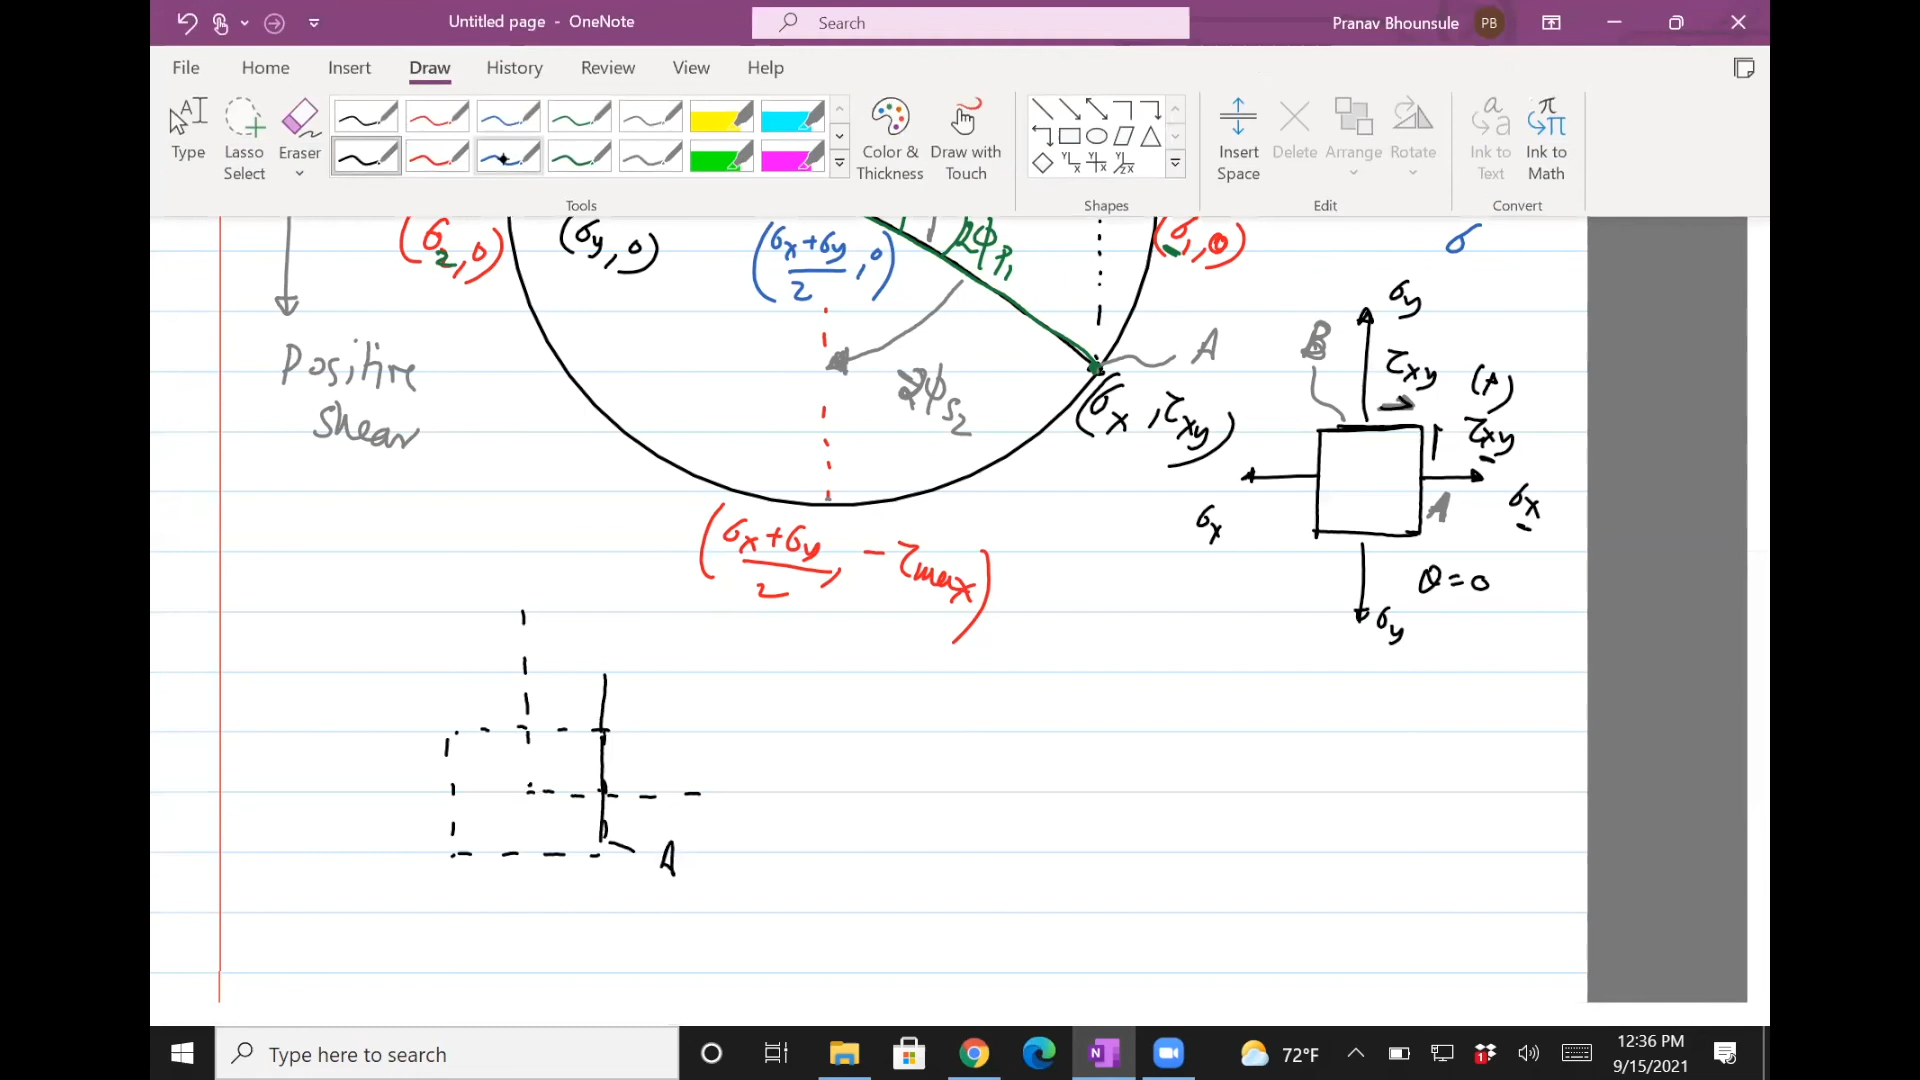 Untitled page - OneNote
Search
Pranav Bhounsule PB
File Home Insert Draw History Review View Help
Type
Lasso Select
Eraser
Color & Thickness
Draw with Touch
Insert Space
Delete
Arrange
Rotate
Ink to Text
Ink to Math
Tools
Shapes
Edit
Convert
(σ2,0)
(σy,0)
(σx+σy/2,0)
2ϕP1
(σ1,0)
σ
Positive shear
2ϕS2
A
(σx,τxy)
(σx+σy/2, -τmax)
B
σy
τxy
(+)
τxy
σx
σx
A
θ=0
σy
A
Type here to search
72°F
12:36 PM
9/15/2021